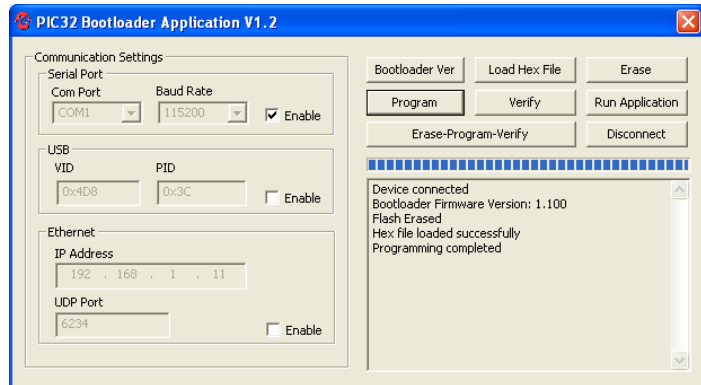 PIC32 Bootloader Application V1.2
Communication Settings
Serial Port
Com Port Baud Rate
COM1 115200 Enable
USB
VID PID
0x4D8 0x3C Enable
Ethernet
IP Address
192 . 168 . 1 . 11
UDP Port
6234 Enable
Bootloader Ver Load Hex File Erase
Program Verify Run Application
Erase-Program-Verify Disconnect
Device connected
Bootloader Firmware Version: 1.100
Flash Erased
Hex file loaded successfully
Programming completed